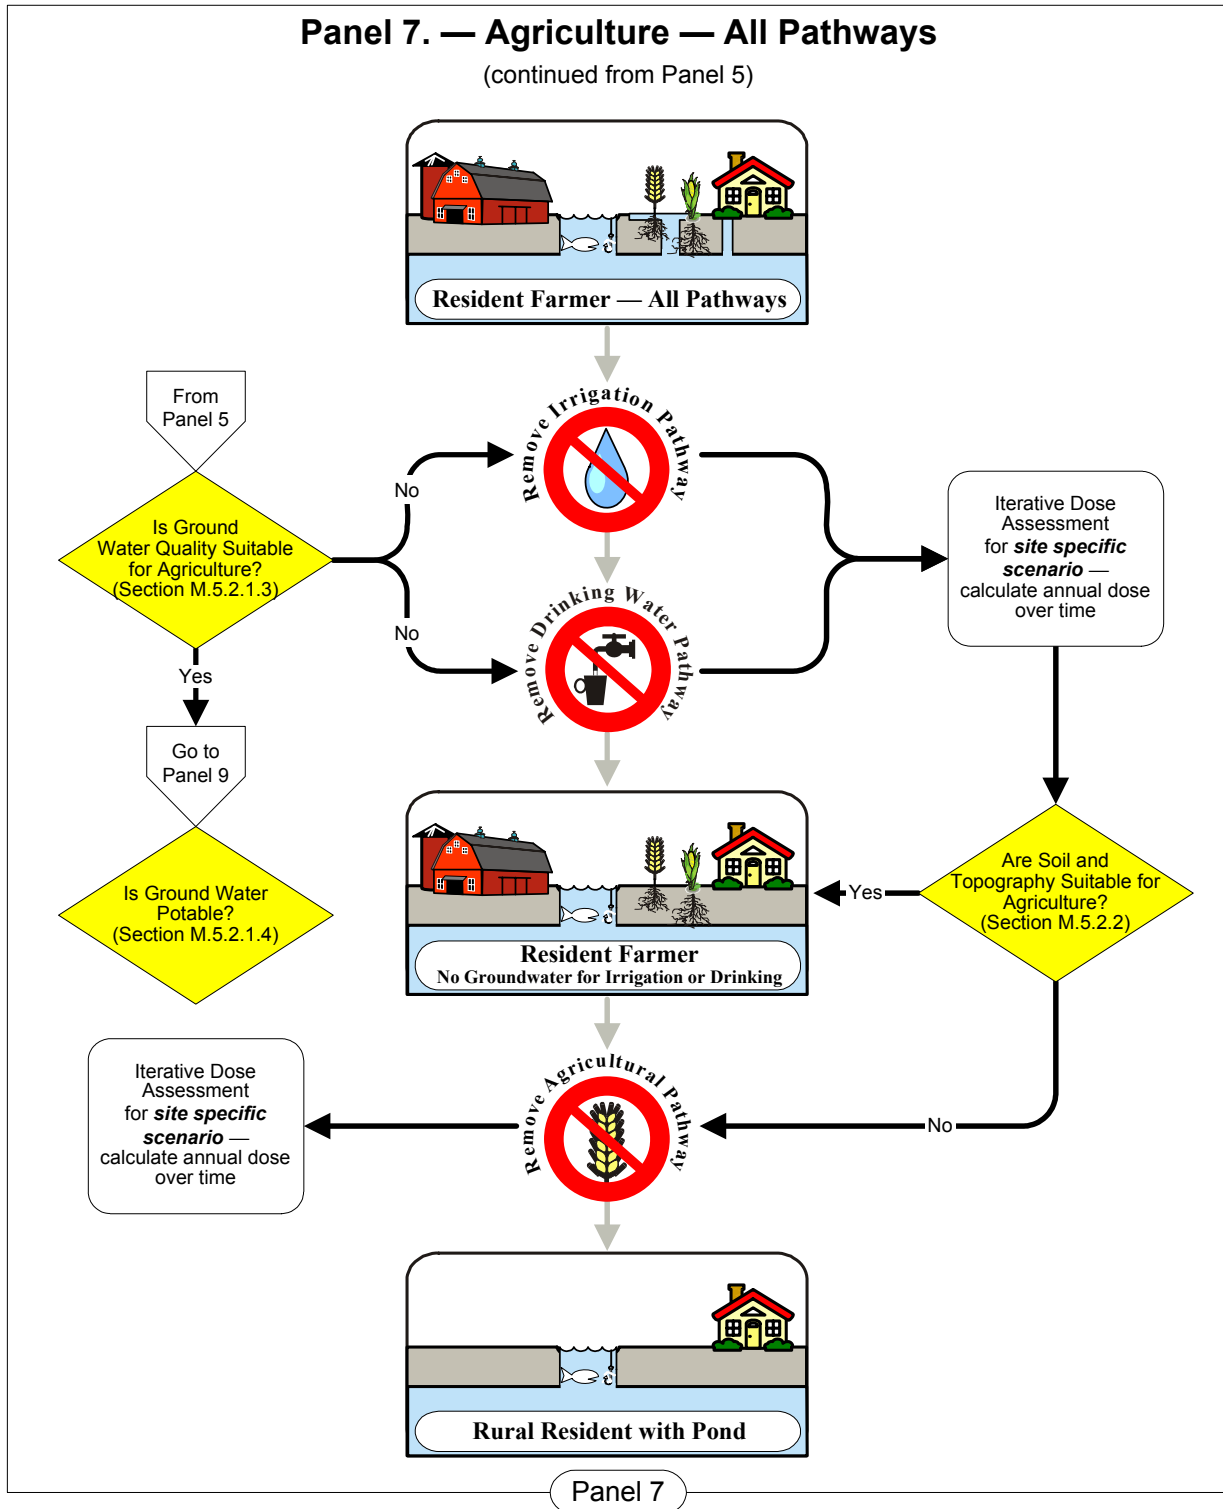 Panel 7. — Agriculture — All Pathways
(continued from Panel 5)
Resident Farmer — All Pathways
From
Panel 5
Remove Irrigation Pathway
No
Is Ground
Water Quality Suitable
for Agriculture?
(Section M.5.2.1.3)
Iterative Dose
Assessment
for site specific
scenario —
calculate annual dose
over time
No
Remove Drinking Water Pathway
Yes
Go to
Panel 9
Is Ground Water
Potable?
(Section M.5.2.1.4)
Are Soil and
Topography Suitable for
Agriculture?
(Section M.5.2.2)
Yes
Resident Farmer
No Groundwater for Irrigation or Drinking
Iterative Dose
Assessment
for site specific
scenario —
calculate annual dose
over time
Remove Agricultural Pathway
No
Rural Resident with Pond
Panel 7